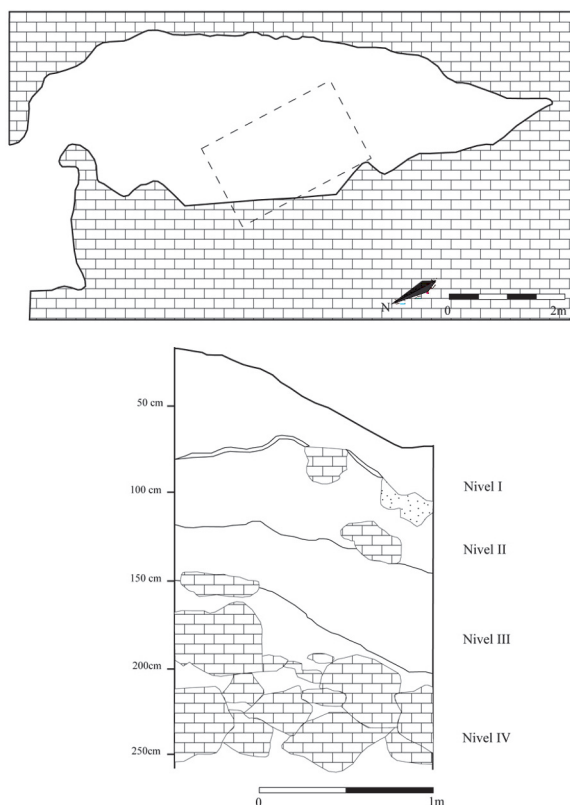 N
0 2m
50 cm
100 cm
150 cm
200cm
250cm
Nivel I
Nivel II
Nivel III
Nivel IV
0 1m